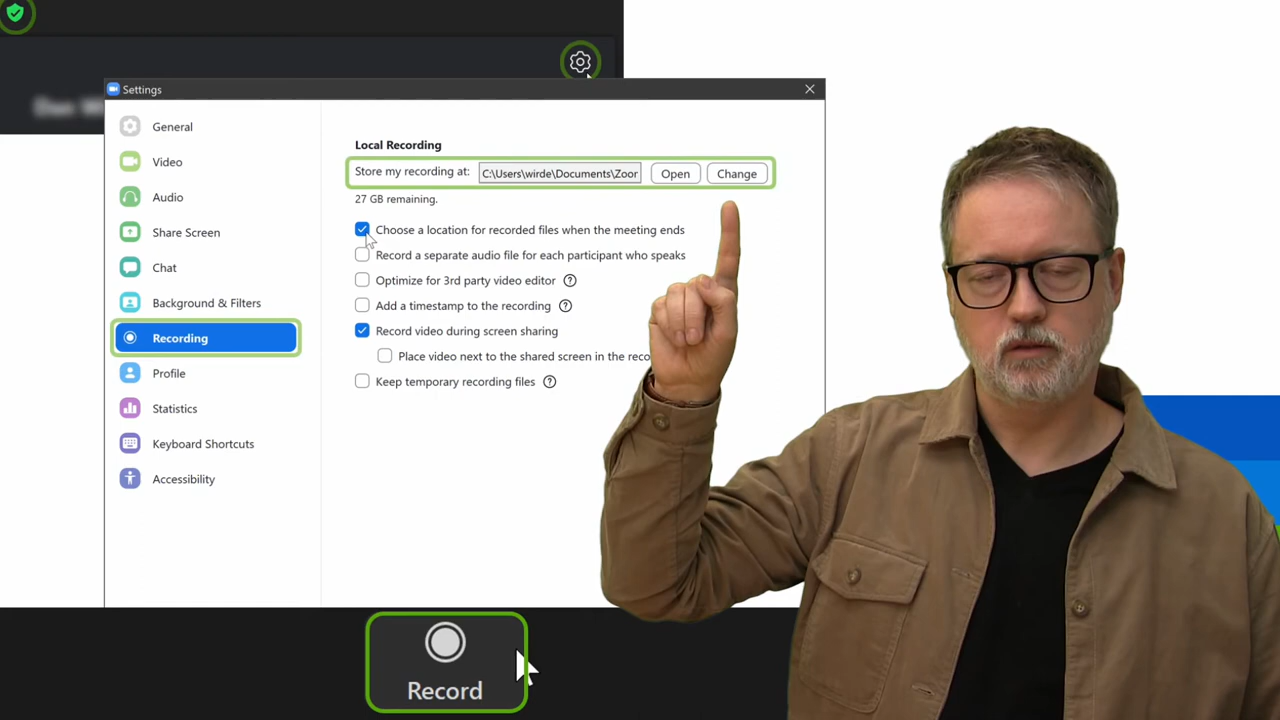 Settings
General
Video
Audio
Share Screen
Chat
Background & Filters
Recording
Profile
Statistics
Keyboard Shortcuts
Accessibility
Local Recording
Store my recording at: C:\Users\wirde\Documents\Zoor Open Change
27 GB remaining.
Choose a location for recorded files when the meeting ends
Record a separate audio file for each participant who speaks
Optimize for 3rd party video editor ?
Add a timestamp to the recording ?
Record video during screen sharing
Place video next to the shared screen in the reco
Keep temporary recording files ?
Record